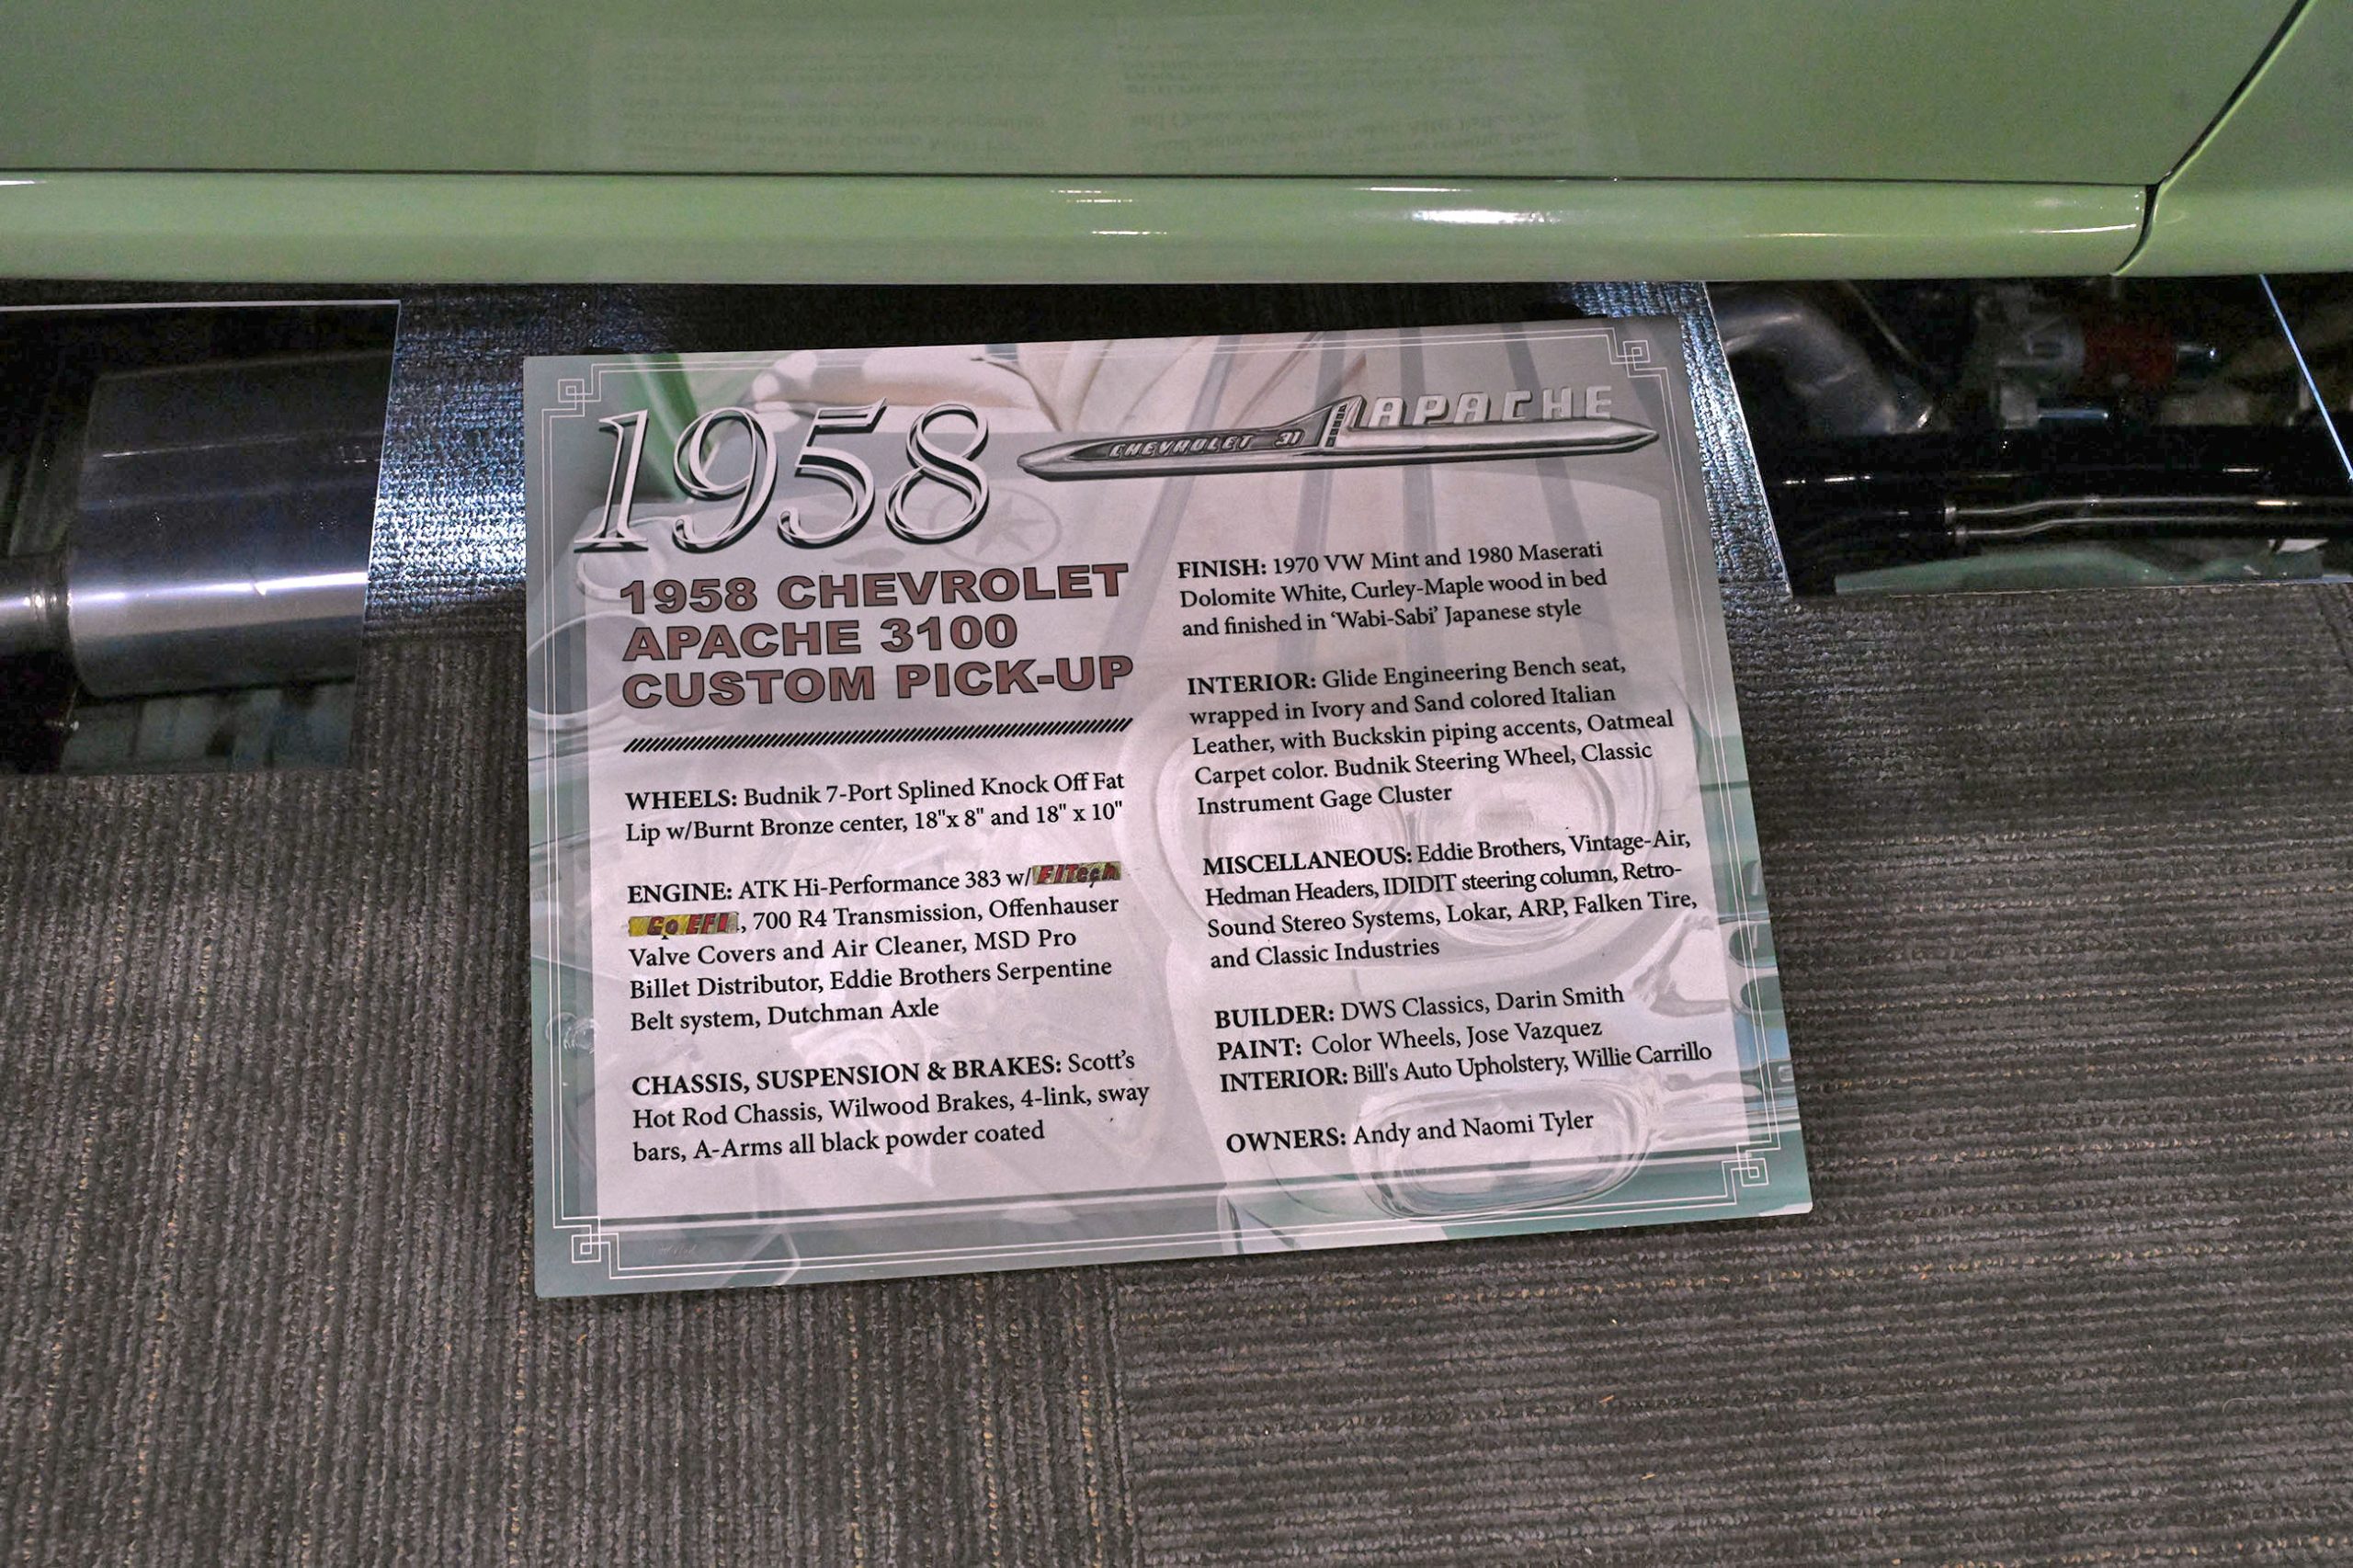 1958
CHEVROLET 31 APACHE
1958 CHEVROLET
APACHE 3100
CUSTOM PICK-UP
WHEELS: Budnik 7-Port Splined Knock Off Fat
Lip w/Burnt Bronze center, 18"x 8" and 18" x 10"
ENGINE: ATK Hi-Performance 383 w/FITech
Go EFI, 700 R4 Transmission, Offenhauser
Valve Covers and Air Cleaner, MSD Pro
Billet Distributor, Eddie Brothers Serpentine
Belt system, Dutchman Axle
CHASSIS, SUSPENSION & BRAKES: Scott's
Hot Rod Chassis, Wilwood Brakes, 4-link, sway
bars, A-Arms all black powder coated
FINISH: 1970 VW Mint and 1980 Maserati
Dolomite White, Curley-Maple wood in bed
and finished in ‘Wabi-Sabi’ Japanese style
INTERIOR: Glide Engineering Bench seat,
wrapped in Ivory and Sand colored Italian
Leather, with Buckskin piping accents, Oatmeal
Carpet color. Budnik Steering Wheel, Classic
Instrument Gage Cluster
MISCELLANEOUS: Eddie Brothers, Vintage-Air,
Hedman Headers, IDIDIT steering column, Retro-
Sound Stereo Systems, Lokar, ARP, Falken Tire,
and Classic Industries
BUILDER: DWS Classics, Darin Smith
PAINT: Color Wheels, Jose Vazquez
INTERIOR: Bill's Auto Upholstery, Willie Carrillo
OWNERS: Andy and Naomi Tyler